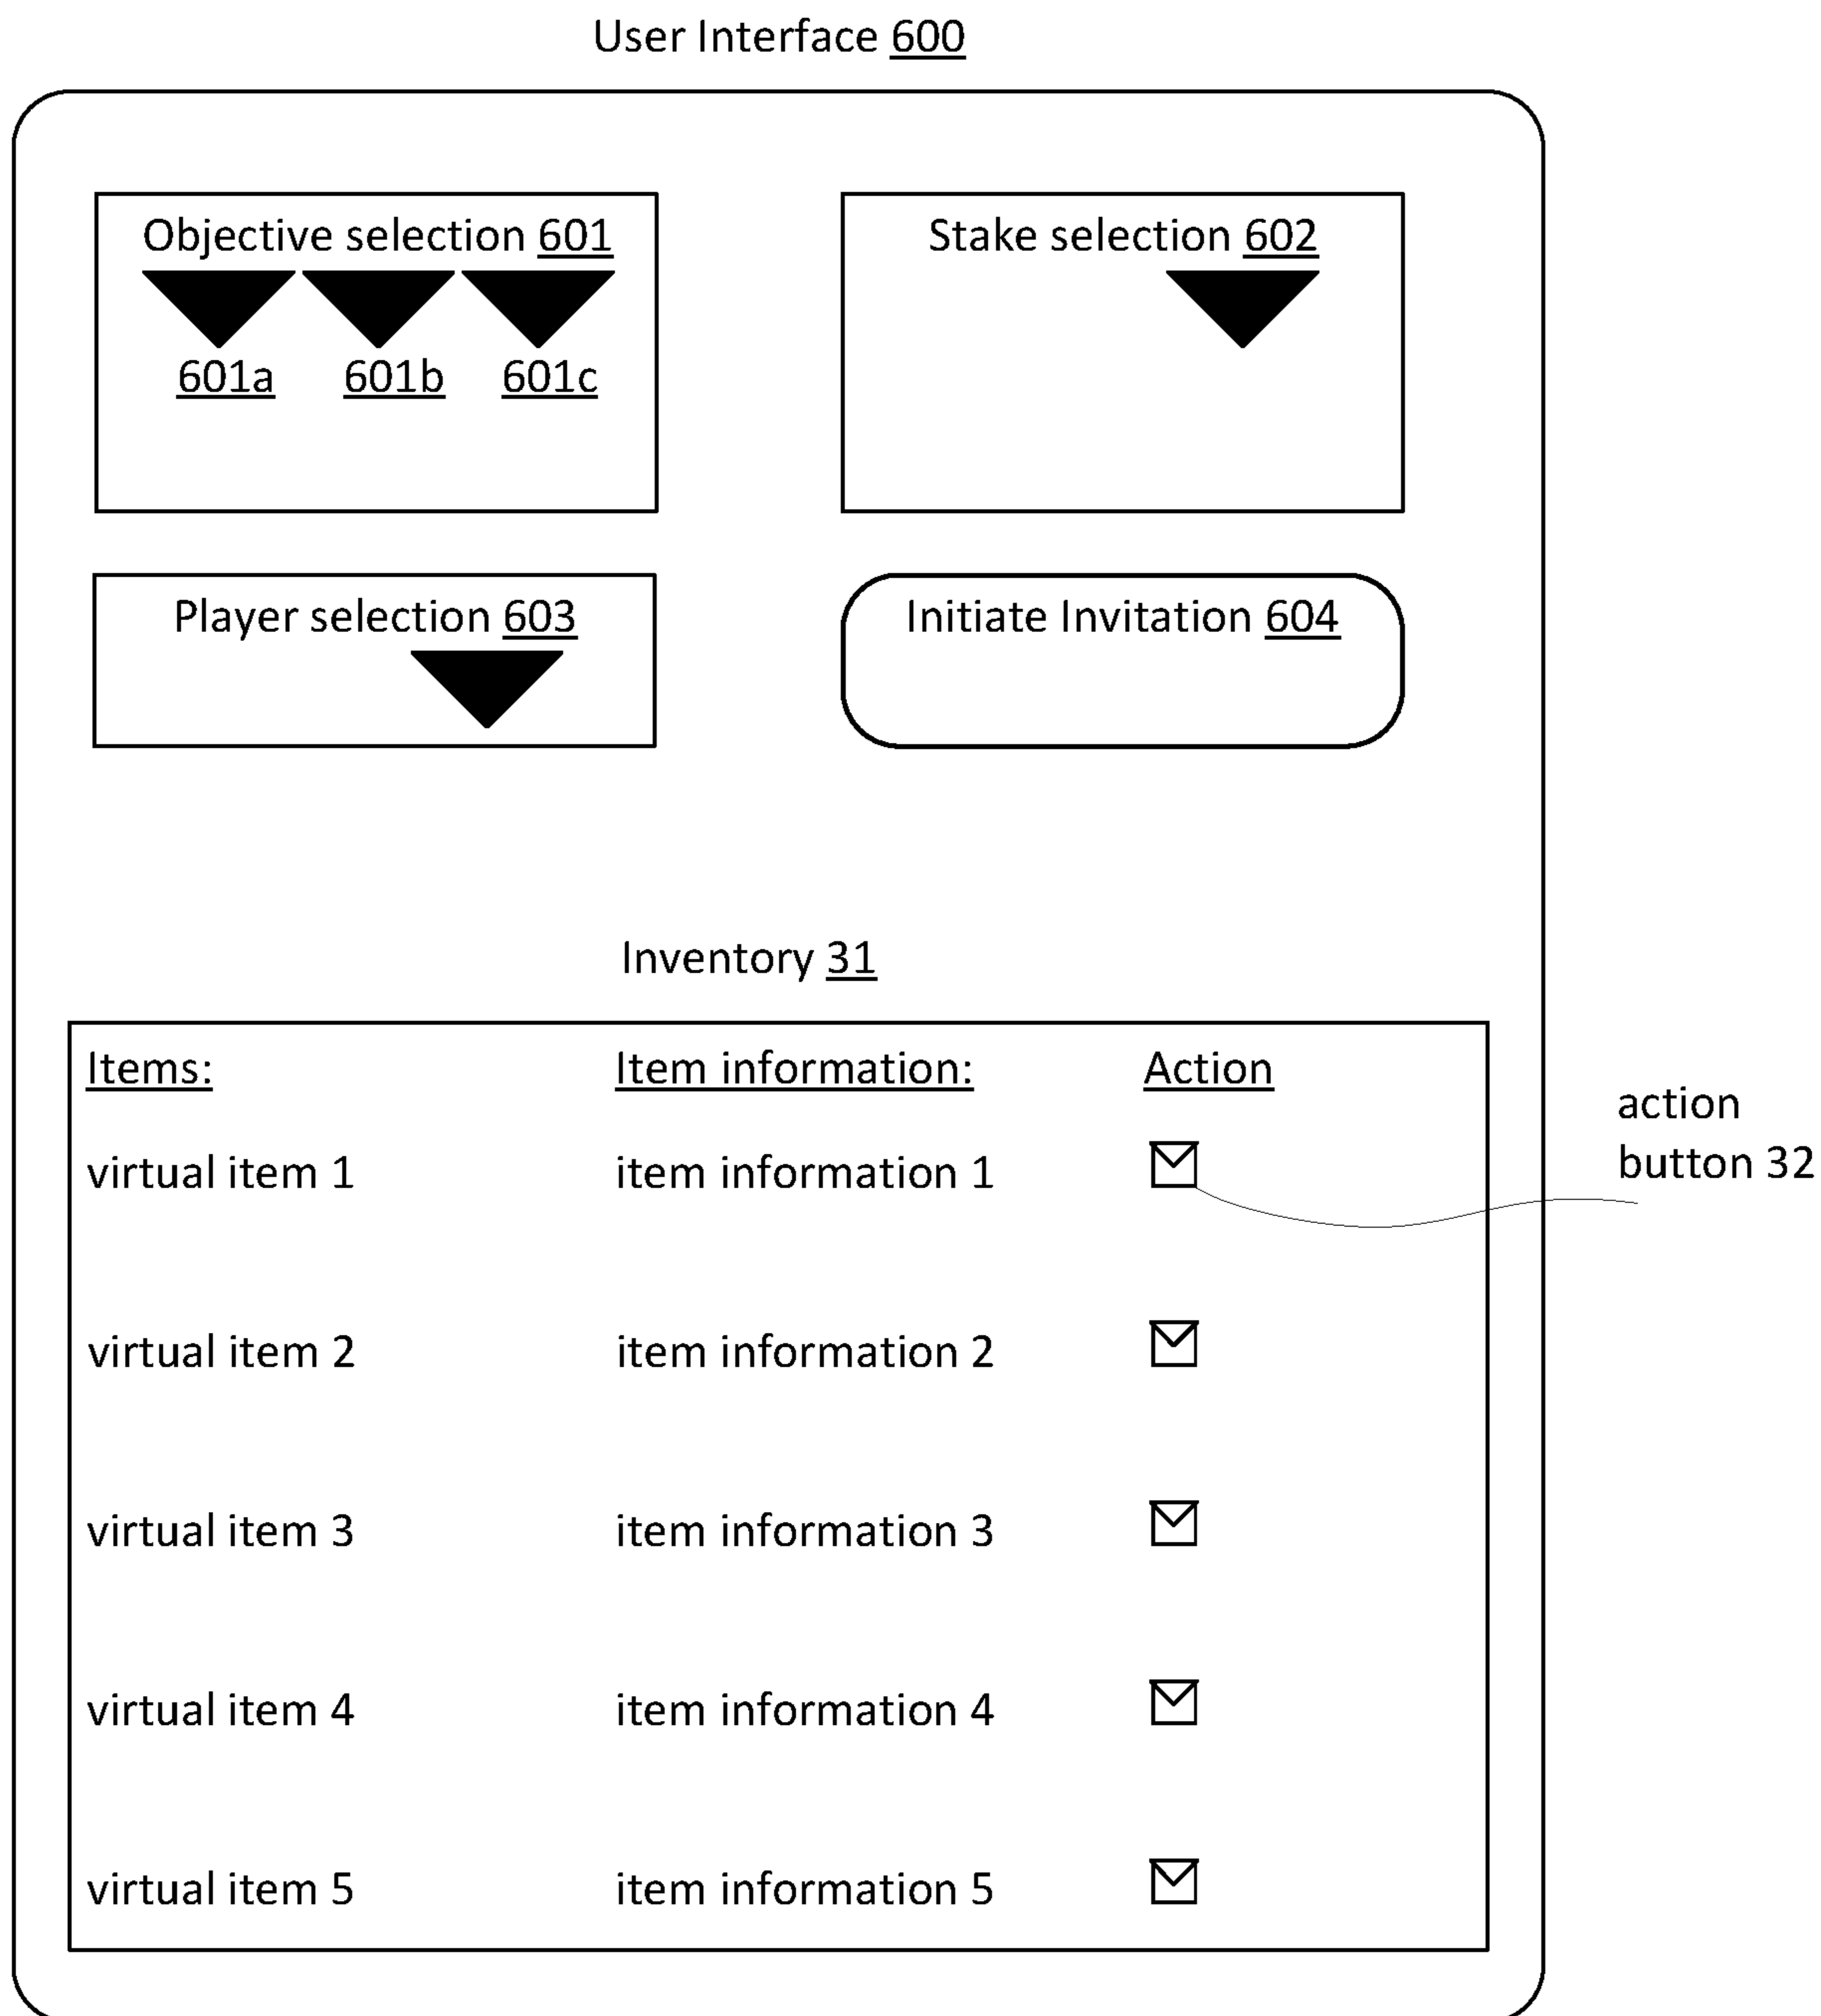 User Interface 600
Objective selection 601
601a 601b 601c
Stake selection 602
Player selection 603
Initiate Invitation 604
Inventory 31
Items: Item information: Action
action
button 32
virtual item 1 item information 1
virtual item 2 item information 2
virtual item 3 item information 3
virtual item 4 item information 4
virtual item 5 item information 5